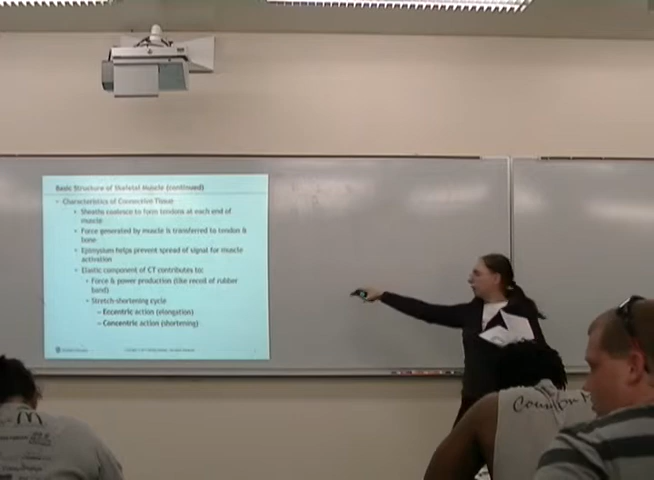 Basic Structure of Skeletal Muscle (continued)
Characteristics of Connective Tissue
Sheaths coalesce to form tendons at each end of
muscle
Force generated by muscle is transferred to tendon &
bone
Epimysium helps prevent spread of signal for muscle
activation
Elastic component of CT contributes to:
Force & power production (like recoil of rubber
band)
Stretch-shortening cycle
– Eccentric action (elongation)
– Concentric action (shortening)